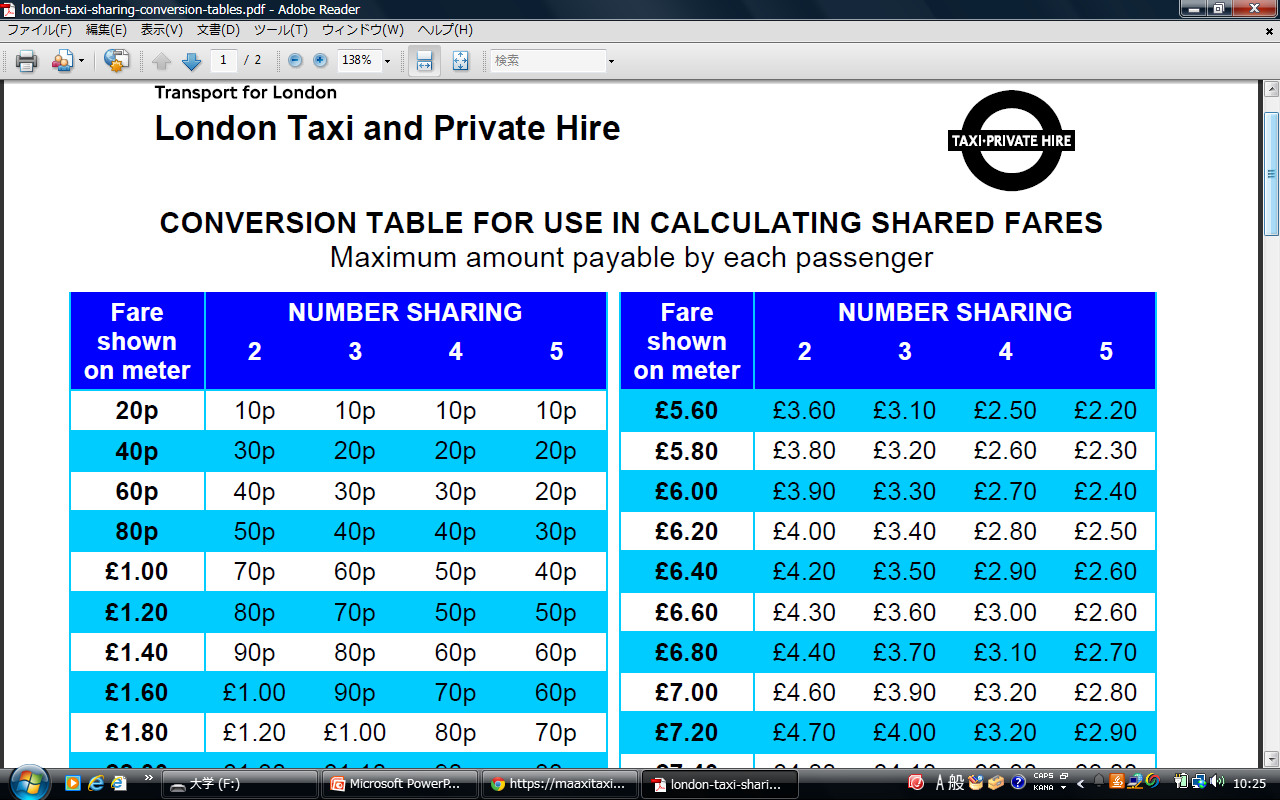 london-taxi-sharing-conversion-tables.pdf - Adobe Reader
ファイル(F) 編集(E) 表示(V) 文書(D) ツール(T) ウィンドウ(W) ヘルプ(H)
1 / 2 138% 検索
Transport for London
London Taxi and Private Hire
TAXI·PRIVATE HIRE
CONVERSION TABLE FOR USE IN CALCULATING SHARED FARES
Maximum amount payable by each passenger
Fare shown on meter NUMBER SHARING 2 3 4 5
20p 10p 10p 10p 10p
40p 30p 20p 20p 20p
60p 40p 30p 30p 20p
80p 50p 40p 40p 30p
£1.00 70p 60p 50p 40p
£1.20 80p 70p 50p 50p
£1.40 90p 80p 60p 60p
£1.60 £1.00 90p 70p 60p
£1.80 £1.20 £1.00 80p 70p
Fare shown on meter NUMBER SHARING 2 3 4 5
£5.60 £3.60 £3.10 £2.50 £2.20
£5.80 £3.80 £3.20 £2.60 £2.30
£6.00 £3.90 £3.30 £2.70 £2.40
£6.20 £4.00 £3.40 £2.80 £2.50
£6.40 £4.20 £3.50 £2.90 £2.60
£6.60 £4.30 £3.60 £3.00 £2.60
£6.80 £4.40 £3.70 £3.10 £2.70
£7.00 £4.60 £3.90 £3.20 £2.80
£7.20 £4.70 £4.00 £3.20 £2.90
大学 (F:) Microsoft PowerP... https://maaxitaxi.... london-taxi-shari... A 般 CAPS KANA 10:25